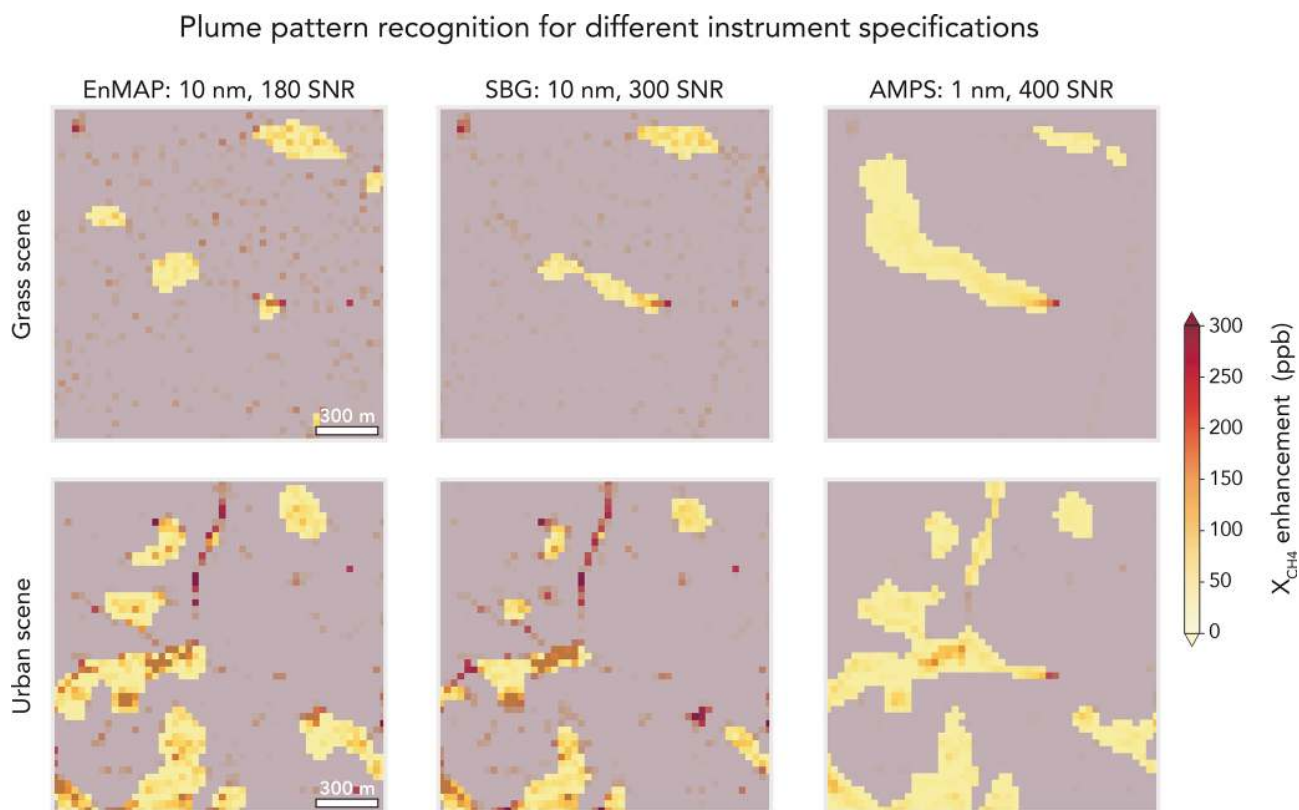 Plume pattern recognition for different instrument specifications
EnMAP: 10 nm, 180 SNR
SBG: 10 nm, 300 SNR
AMPS: 1 nm, 400 SNR
Grass scene
300 m
Urban scene
300 m
300
250
200
150
100
50
0
X_CH4 enhancement (ppb)